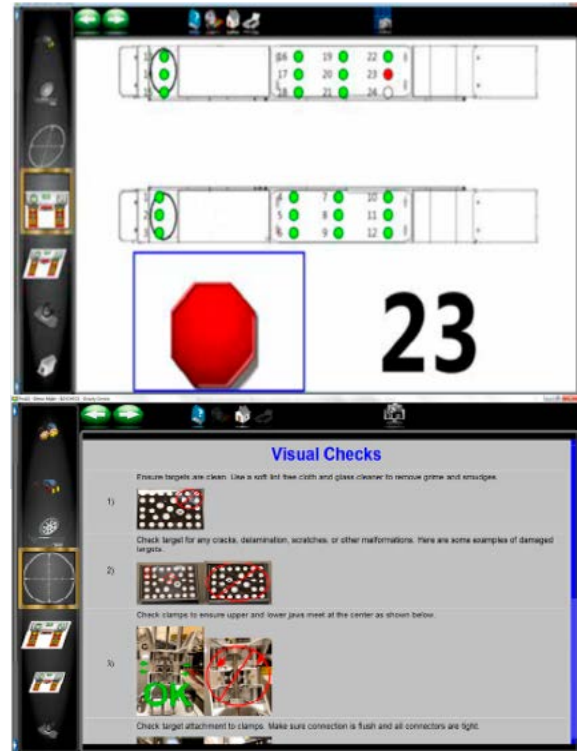 16 19 22
17 20 23
18 21 24
1 4 7 10
2 5 8 11
3 6 9 12
23
Visual Checks
Ensure targets are clean. Use a soft lint free cloth and glass cleaner to remove grime and smudges.
1)
Check target for any cracks, delamination, scratches, or other malformations. Here are some examples of damaged
targets.
2)
Check clamps to ensure upper and lower jaws meet at the center as shown below.
3)
OK
Check target attachment to clamps. Make sure connection is flush and all connectors are tight.